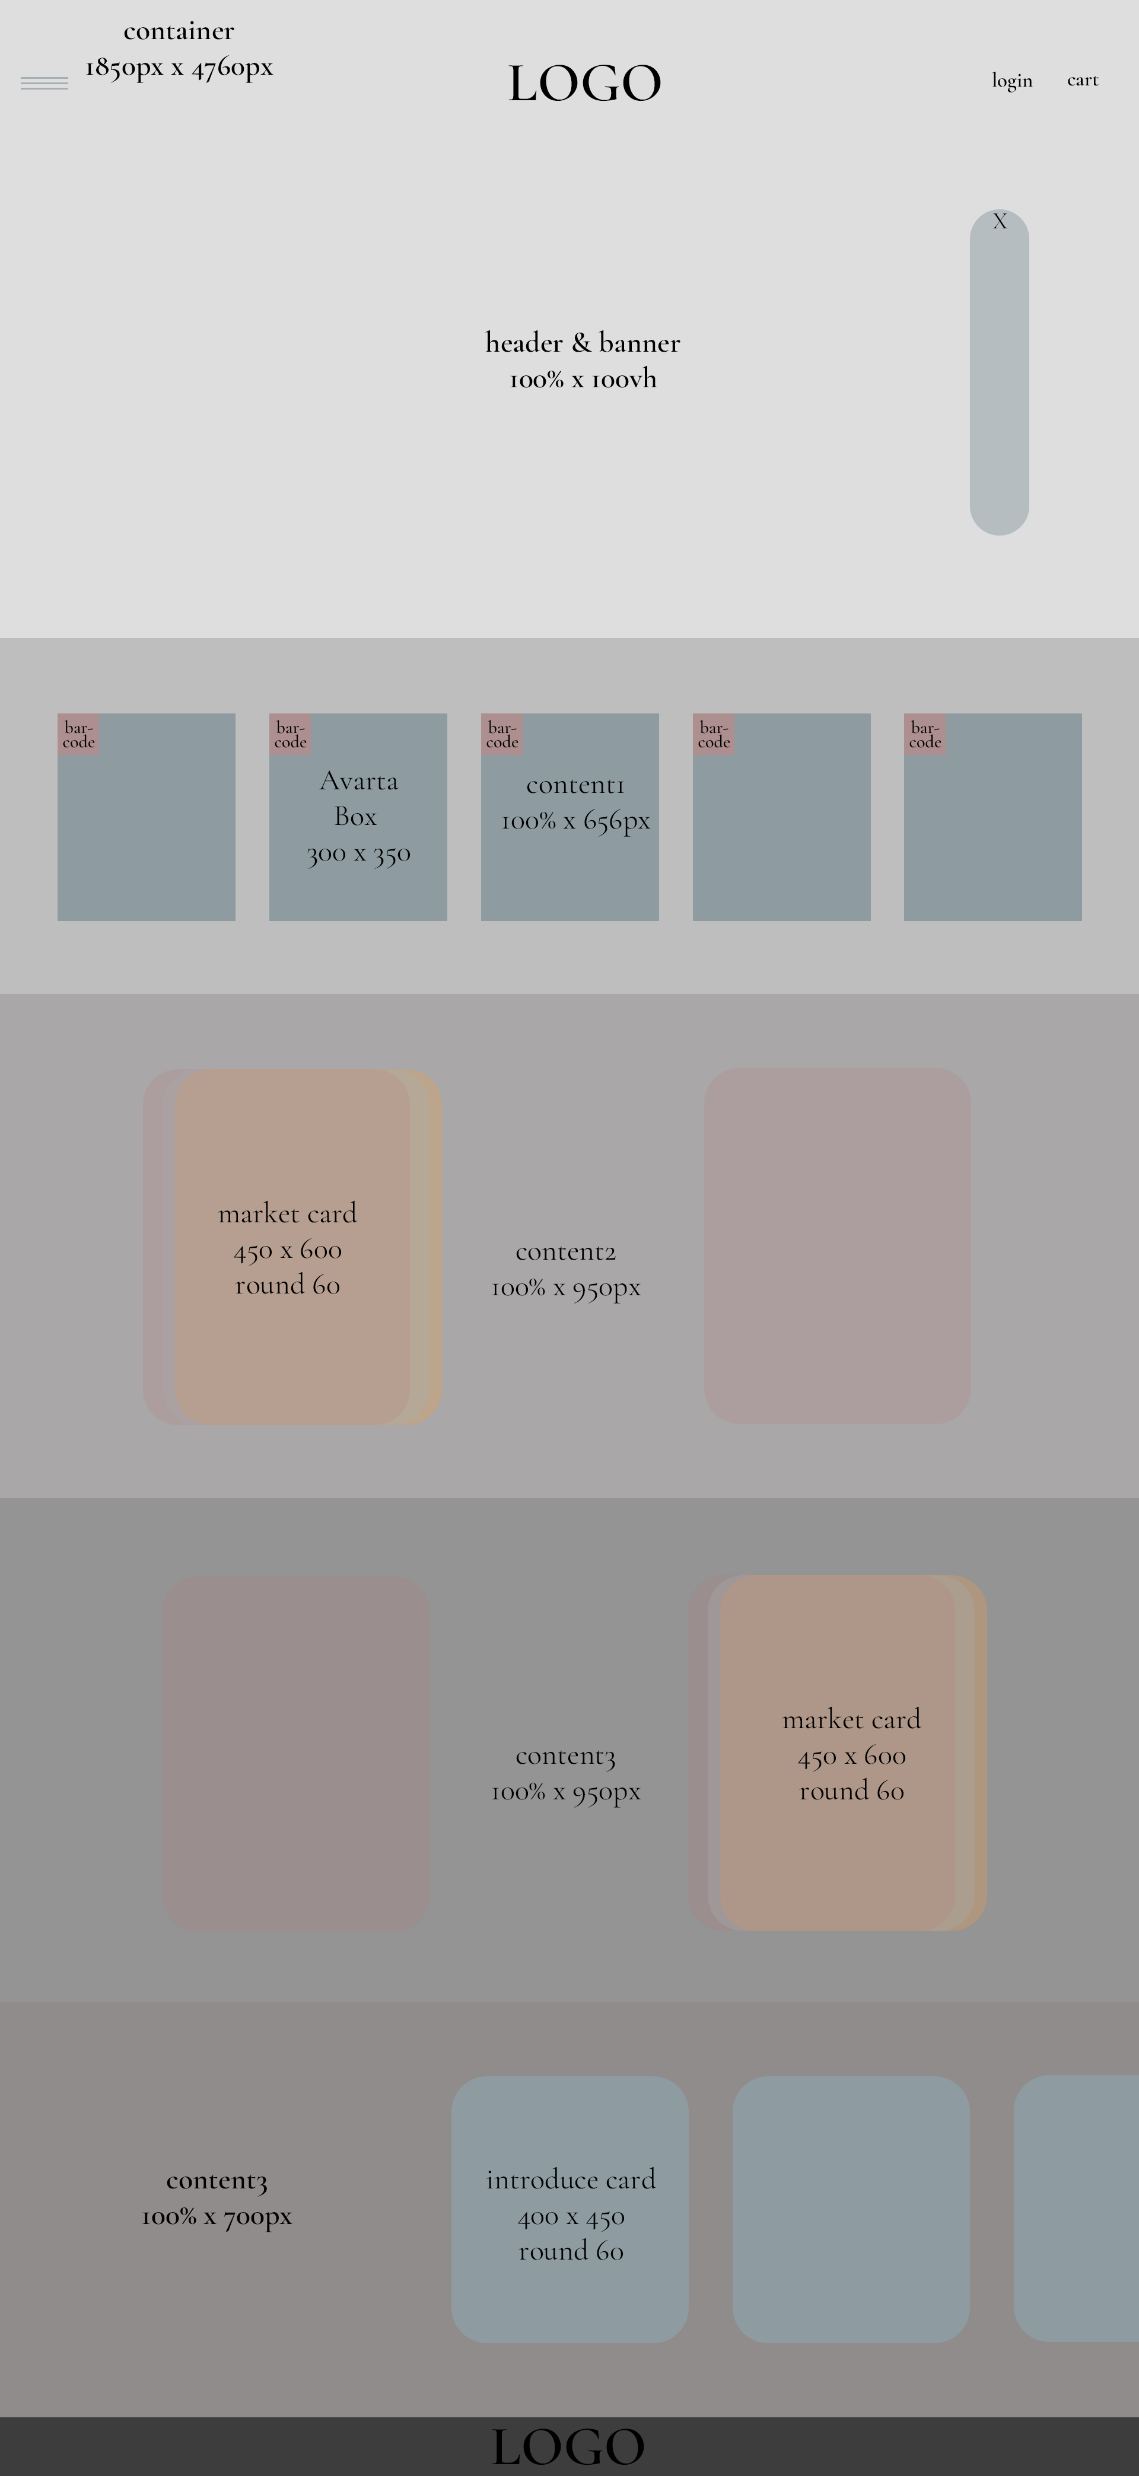 container
1850px x 4760px
LOGO
login
cart
X
header & banner
100% x 100vh
bar-
code
bar-
code
bar-
code
bar-
code
bar-
code
Avarta
Box
300 x 350
content1
100% x 656px
market card
450 x 600
round 60
content2
100% x 950px
content3
100% x 950px
market card
450 x 600
round 60
content3
100% x 700px
introduce card
400 x 450
round 60
LOGO